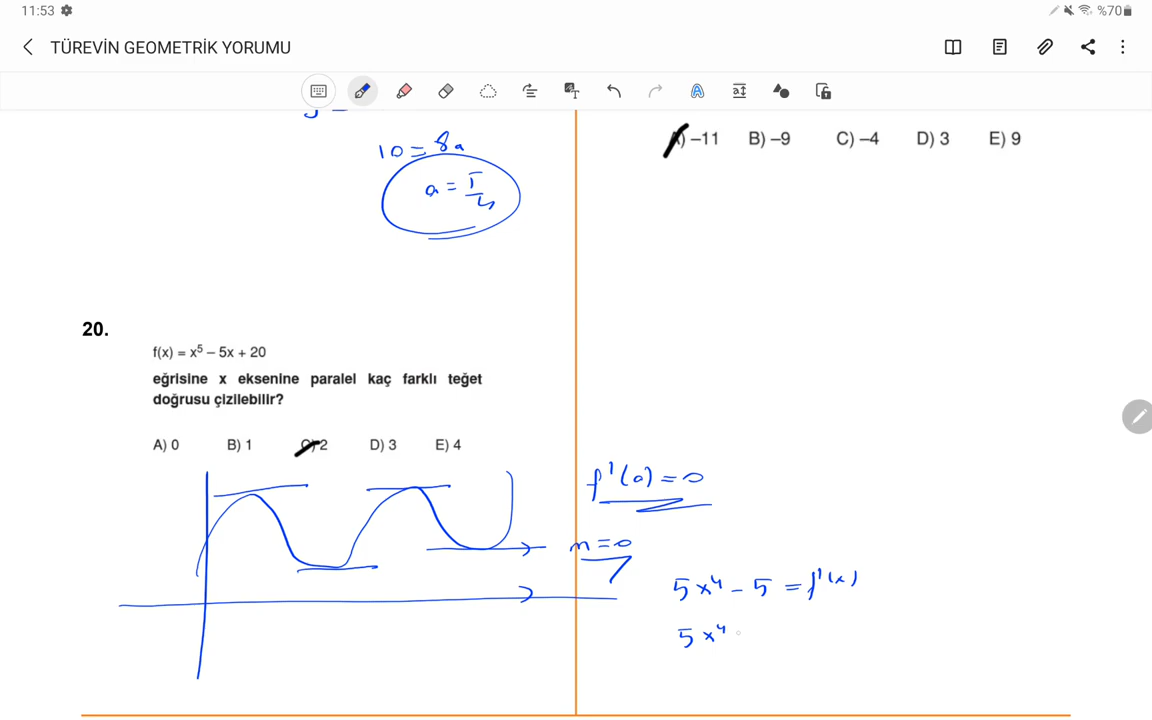 11:53
%70
TÜREVİN GEOMETRİK YORUMU
10 = 8a
a = 5/4
A) –11 B) –9 C) –4 D) 3 E) 9
20.
f(x) = x⁵ – 5x + 20
eğrisine x eksenine paralel kaç farklı teğet
doğrusu çizilebilir?
A) 0 B) 1 C) 2 D) 3 E) 4
f'(a) = 0
m = 0
5x⁴ – 5 = f'(x)
5x⁴